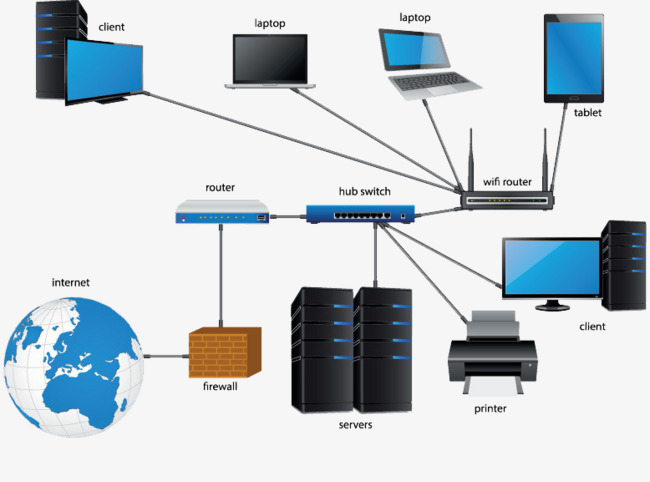 client
laptop
laptop
tablet
router
hub switch
wifi router
internet
firewall
servers
printer
client